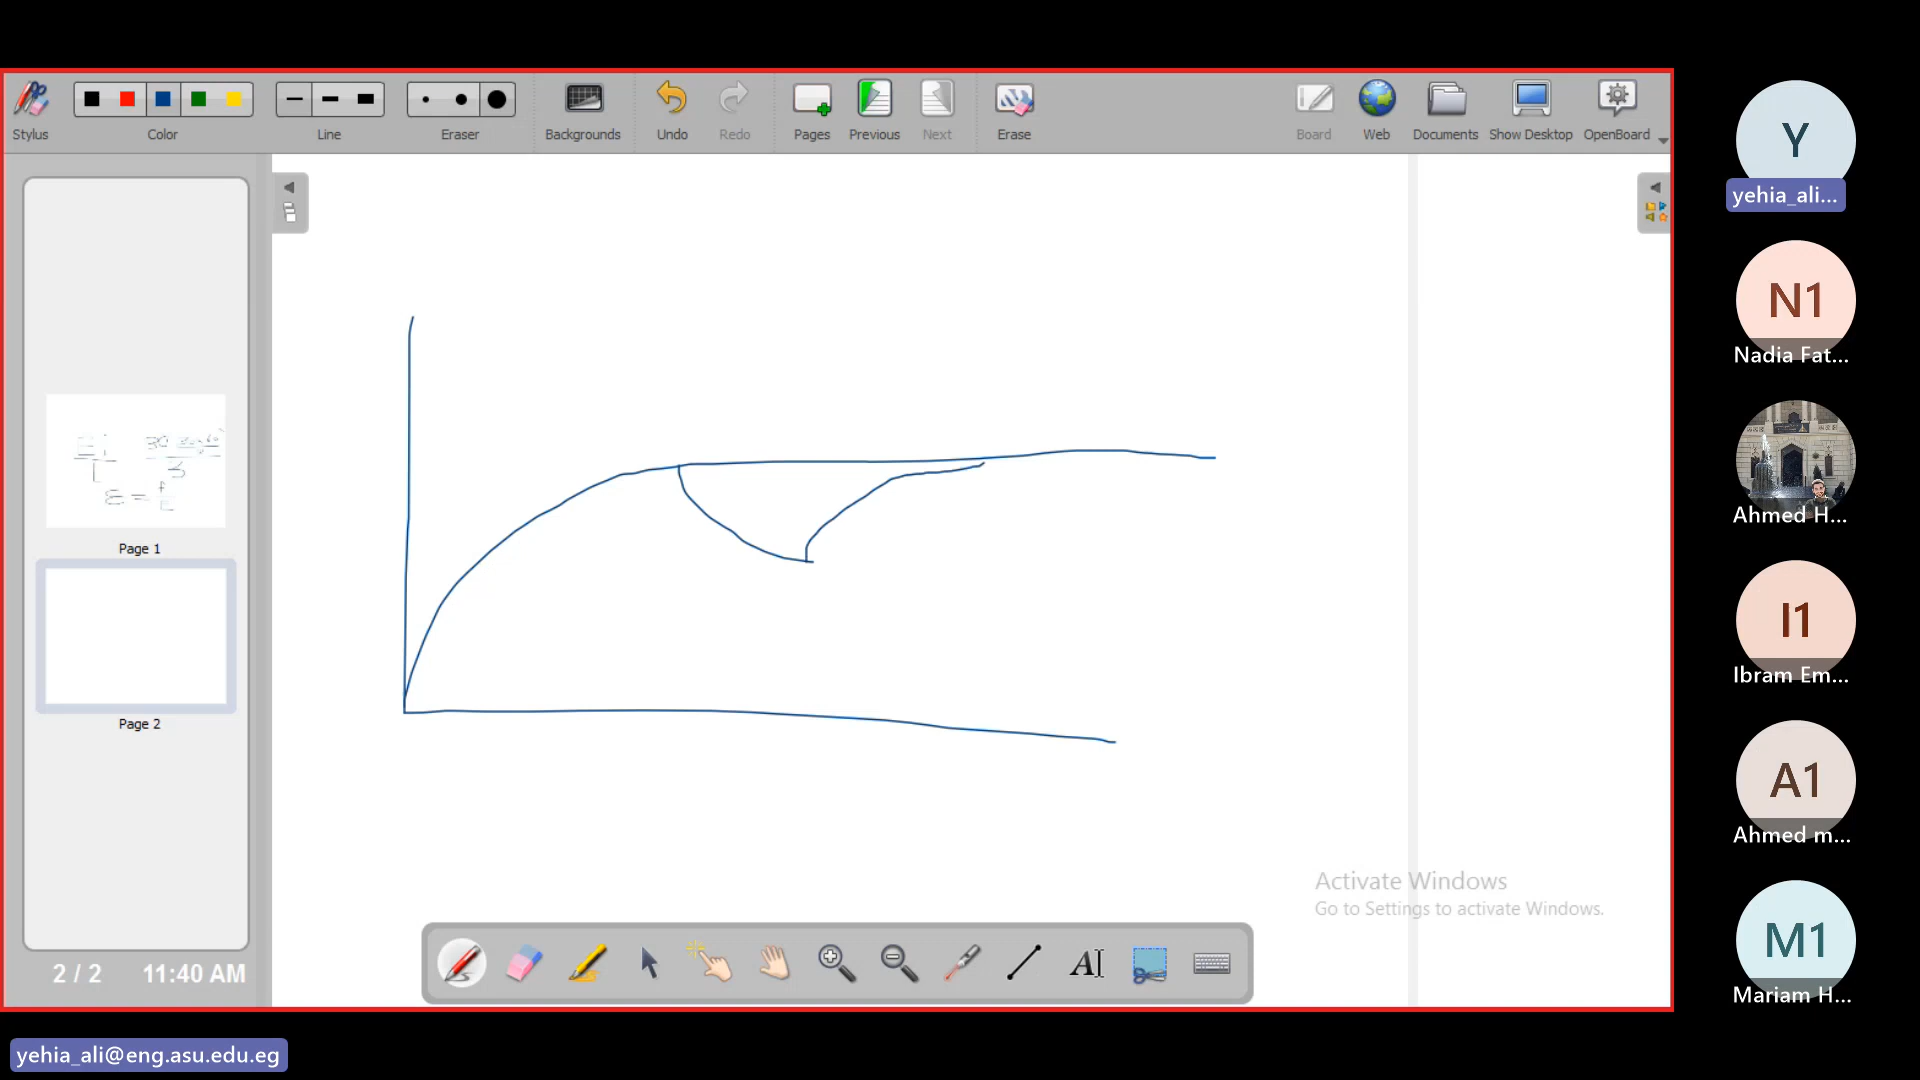 Stylus
Color
Line
Eraser
Backgrounds
Undo
Redo
Pages
Previous
Next
Erase
Board
Web
Documents
Show Desktop
OpenBoard
Page 1
Page 2
2 / 2
11:40 AM
Activate Windows
Go to Settings to activate Windows.
AI
Y
yehia_ali...
N1
Nadia Fat...
Ahmed H...
I1
Ibram Em...
A1
Ahmed m...
M1
Mariam H...
yehia_ali@eng.asu.edu.eg